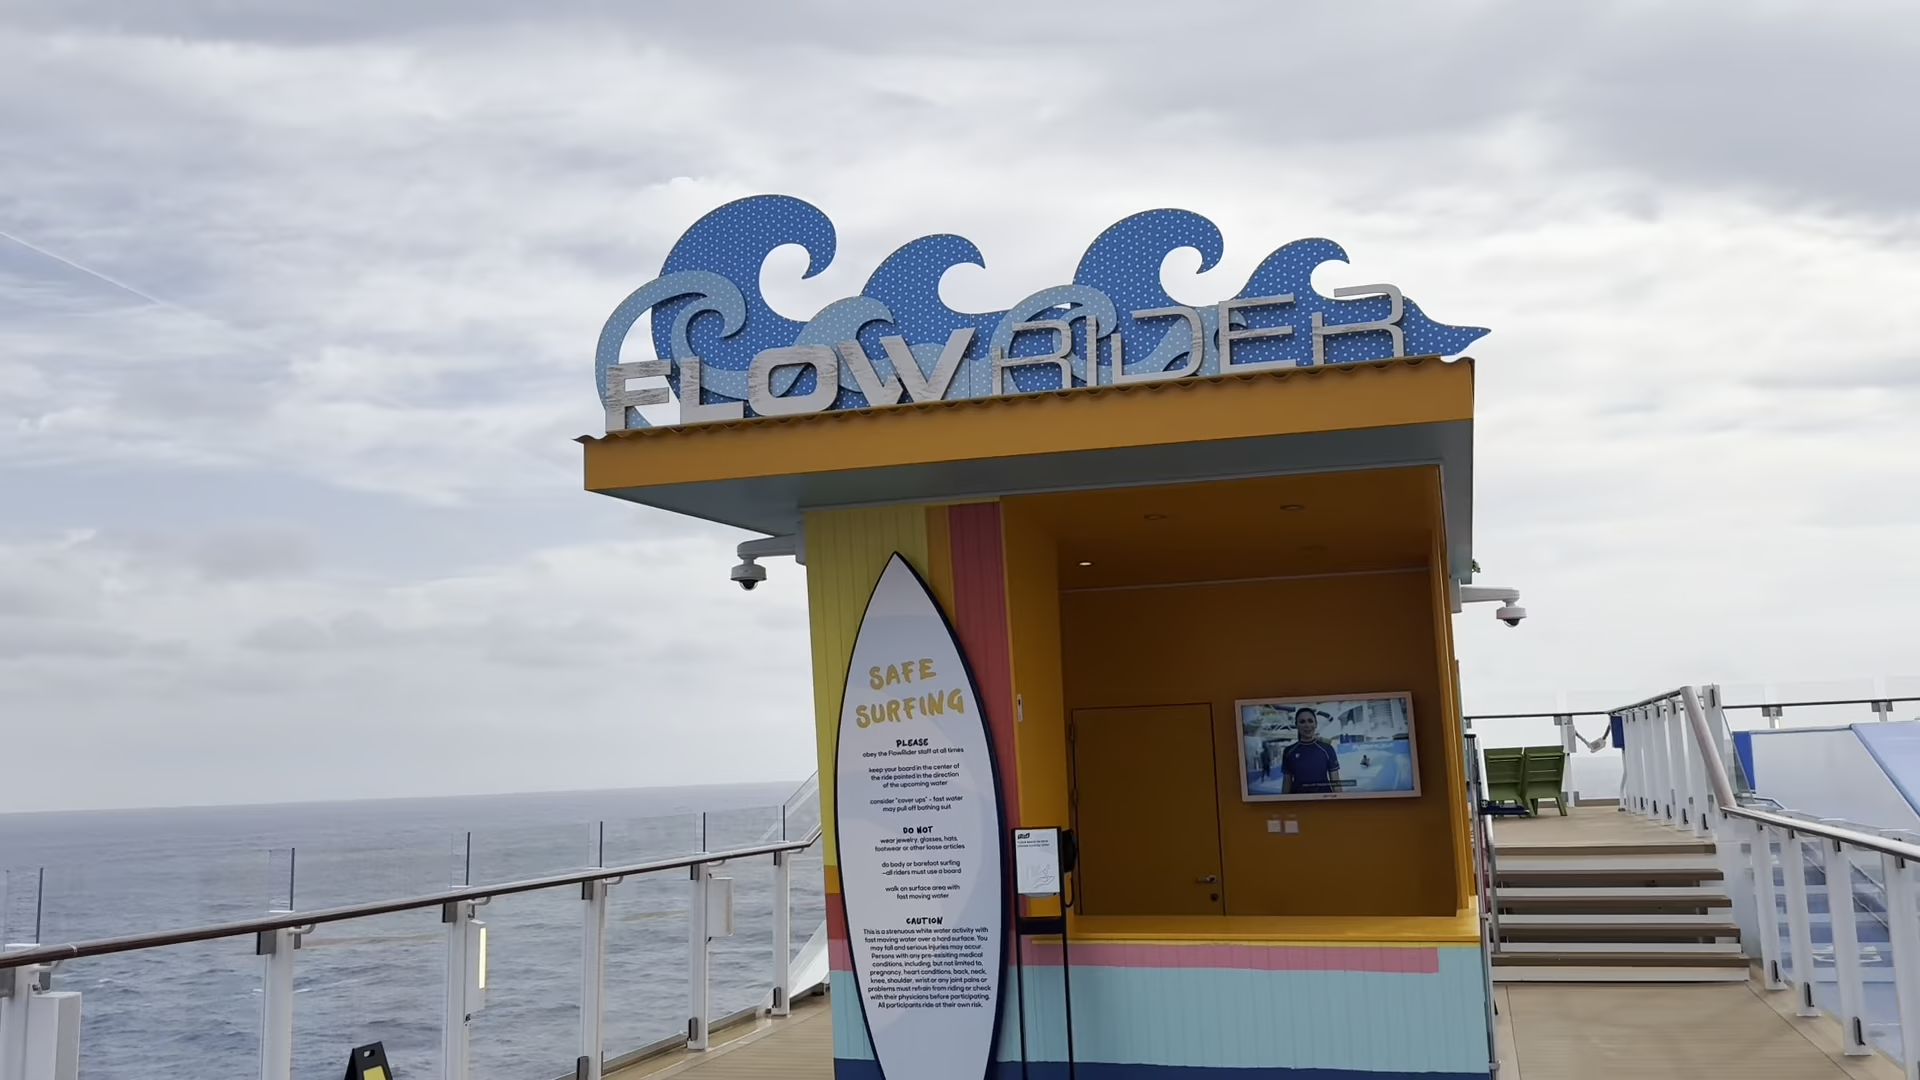 FLOWRIDER
SAFE
SURFING
PLEASE
obey the FlowRider staff at all times
keep your board in the center of
the ride pointed in the direction
of the upcoming water
consider "cover ups" - fast water
may pull off bathing suit
DO NOT
wear jewelry, glasses, hats,
footwear or other loose articles
do body or barefoot surfing
—all riders must use a board
walk on surface area with
fast moving water
CAUTION
This is a strenuous white water activity with
fast moving water over a hard surface. You
may fall and serious injuries may occur.
Persons with any pre-exisiting medical
conditions, including, but not limited to,
pregnancy, heart conditions, back, neck,
knee, shoulder, wrist or any joint pains or
problems must refrain from riding or check
with their physicians before participating.
All participants ride at their own risk.